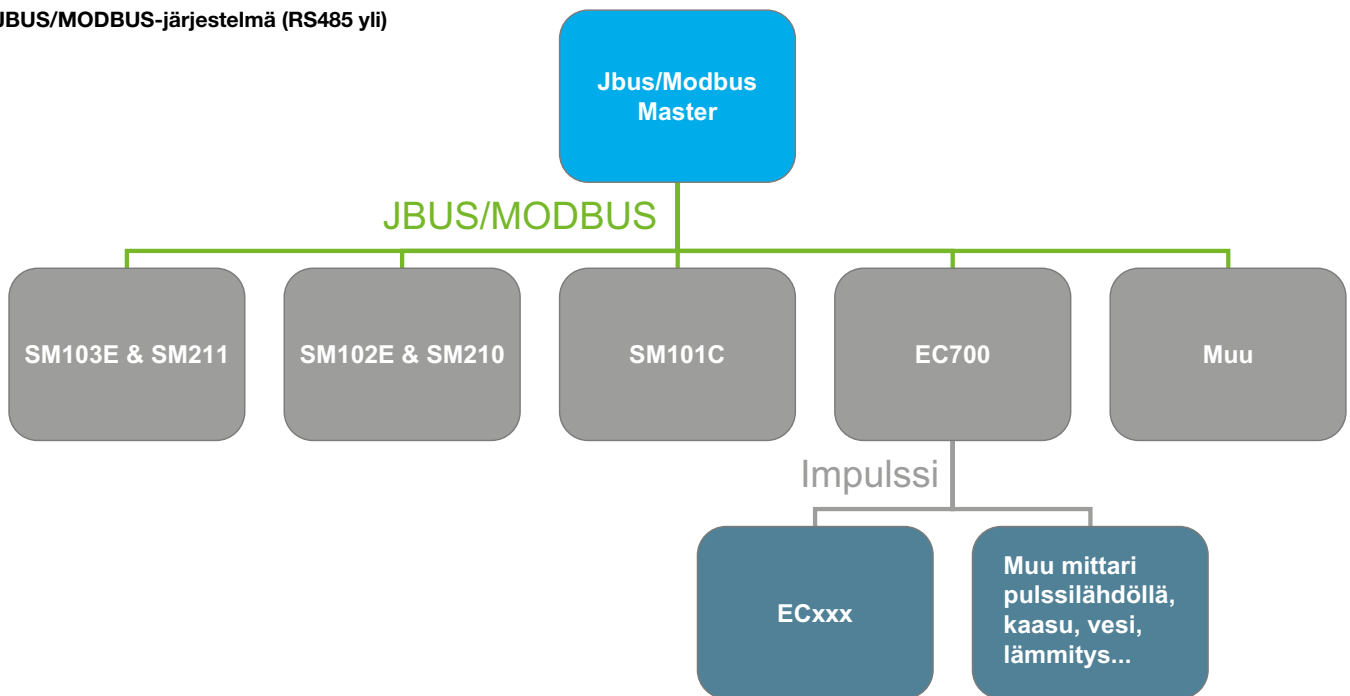 JBUS/MODBUS-järjestelmä (RS485 yli)
Jbus/Modbus
Master
JBUS/MODBUS
SM103E & SM211
SM102E & SM210
SM101C
EC700
Muu
Impulssi
ECxxx
Muu mittari
pulssilähdöllä,
kaasu, vesi,
lämmitys...